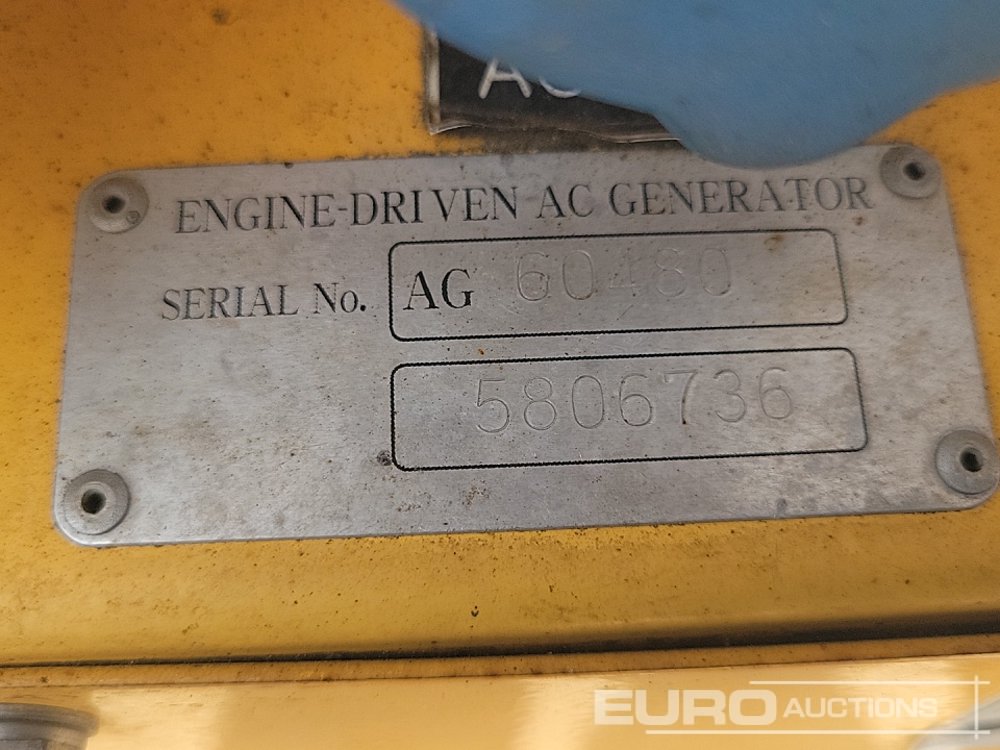 ENGINE-DRIVEN AC GENERATOR
SERIAL No. AG 60480
5806736
EURO AUCTIONS